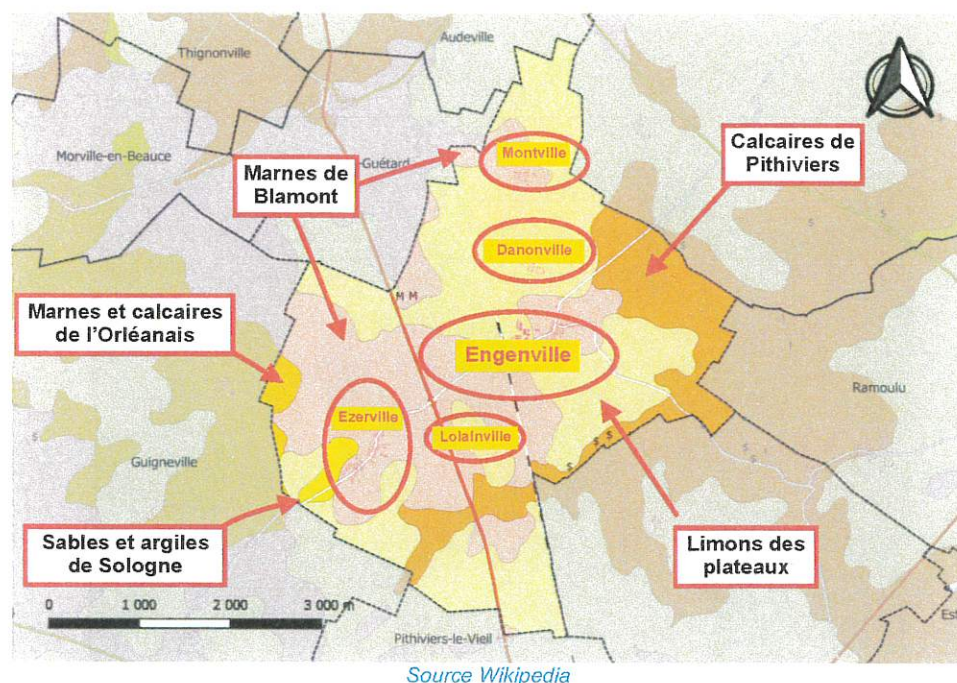 Audeville
Thignonville
Calcaires de
Pithiviers
Morville-en-Beauce
-Guétard
Montville
Marnes de
Blamont
Danonville
M M
Marnes et calcaires
de l'Orléanais
Engenville
Ramoulu
Ezerville
Lolainville
S S
S
S
Guigneville
Sables et argiles
de Sologne
Limons des
plateaux
0 1 000 2 000 3 000 m
Est
Pithiviers-le-Vieil
Source Wikipedia